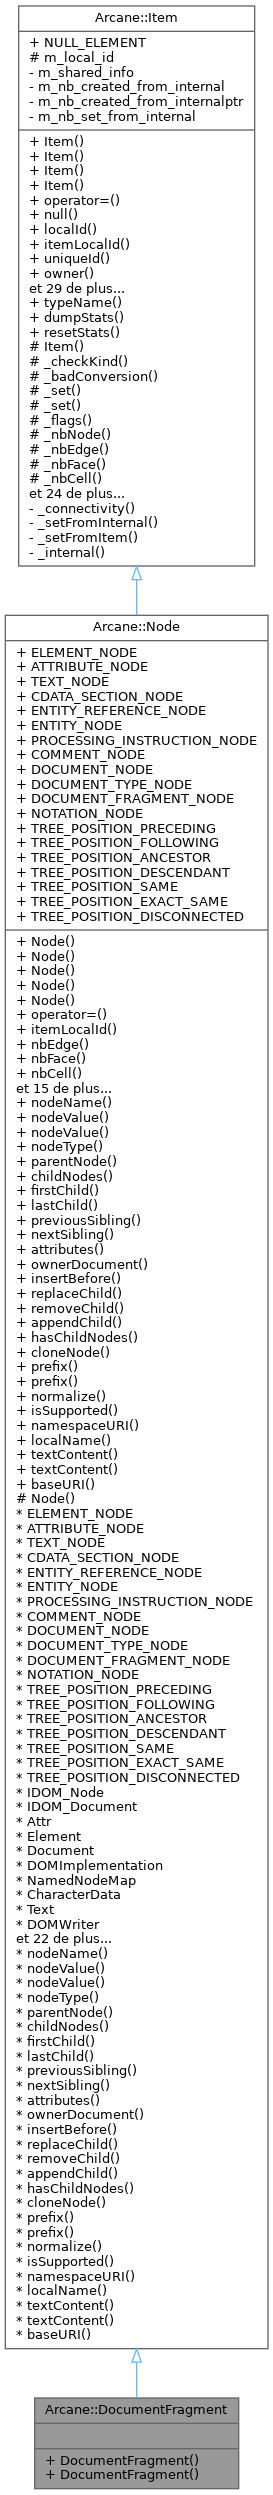 Arcane::Item
+ NULL_ELEMENT
# m_local_id
- m_shared_info
- m_nb_created_from_internal
- m_nb_created_from_internalptr
- m_nb_set_from_internal
+ Item()
+ Item()
+ Item()
+ Item()
+ operator=()
+ null()
+ localId()
+ itemLocalId()
+ uniqueId()
+ owner()
et 29 de plus...
+ typeName()
+ dumpStats()
+ resetStats()
# Item()
# _checkKind()
# _badConversion()
# _set()
# _set()
# _flags()
# _nbNode()
# _nbEdge()
# _nbFace()
# _nbCell()
et 24 de plus...
- _connectivity()
- _setFromInternal()
- _setFromItem()
- _internal()
Arcane::Node
+ ELEMENT_NODE
+ ATTRIBUTE_NODE
+ TEXT_NODE
+ CDATA_SECTION_NODE
+ ENTITY_REFERENCE_NODE
+ ENTITY_NODE
+ PROCESSING_INSTRUCTION_NODE
+ COMMENT_NODE
+ DOCUMENT_NODE
+ DOCUMENT_TYPE_NODE
+ DOCUMENT_FRAGMENT_NODE
+ NOTATION_NODE
+ TREE_POSITION_PRECEDING
+ TREE_POSITION_FOLLOWING
+ TREE_POSITION_ANCESTOR
+ TREE_POSITION_DESCENDANT
+ TREE_POSITION_SAME
+ TREE_POSITION_EXACT_SAME
+ TREE_POSITION_DISCONNECTED
+ Node()
+ Node()
+ Node()
+ Node()
+ Node()
+ operator=()
+ itemLocalId()
+ nbEdge()
+ nbFace()
+ nbCell()
et 15 de plus...
+ nodeName()
+ nodeValue()
+ nodeValue()
+ nodeType()
+ parentNode()
+ childNodes()
+ firstChild()
+ lastChild()
+ previousSibling()
+ nextSibling()
+ attributes()
+ ownerDocument()
+ insertBefore()
+ replaceChild()
+ removeChild()
+ appendChild()
+ hasChildNodes()
+ cloneNode()
+ prefix()
+ prefix()
+ normalize()
+ isSupported()
+ namespaceURI()
+ localName()
+ textContent()
+ textContent()
+ baseURI()
# Node()
* ELEMENT_NODE
* ATTRIBUTE_NODE
* TEXT_NODE
* CDATA_SECTION_NODE
* ENTITY_REFERENCE_NODE
* ENTITY_NODE
* PROCESSING_INSTRUCTION_NODE
* COMMENT_NODE
* DOCUMENT_NODE
* DOCUMENT_TYPE_NODE
* DOCUMENT_FRAGMENT_NODE
* NOTATION_NODE
* TREE_POSITION_PRECEDING
* TREE_POSITION_FOLLOWING
* TREE_POSITION_ANCESTOR
* TREE_POSITION_DESCENDANT
* TREE_POSITION_SAME
* TREE_POSITION_EXACT_SAME
* TREE_POSITION_DISCONNECTED
* IDOM_Node
* IDOM_Document
* Attr
* Element
* Document
* DOMImplementation
* NamedNodeMap
* CharacterData
* Text
* DOMWriter
et 22 de plus...
* nodeName()
* nodeValue()
* nodeValue()
* nodeType()
* parentNode()
* childNodes()
* firstChild()
* lastChild()
* previousSibling()
* nextSibling()
* attributes()
* ownerDocument()
* insertBefore()
* replaceChild()
* removeChild()
* appendChild()
* hasChildNodes()
* cloneNode()
* prefix()
* prefix()
* normalize()
* isSupported()
* namespaceURI()
* localName()
* textContent()
* textContent()
* baseURI()
Arcane::DocumentFragment
+ DocumentFragment()
+ DocumentFragment()